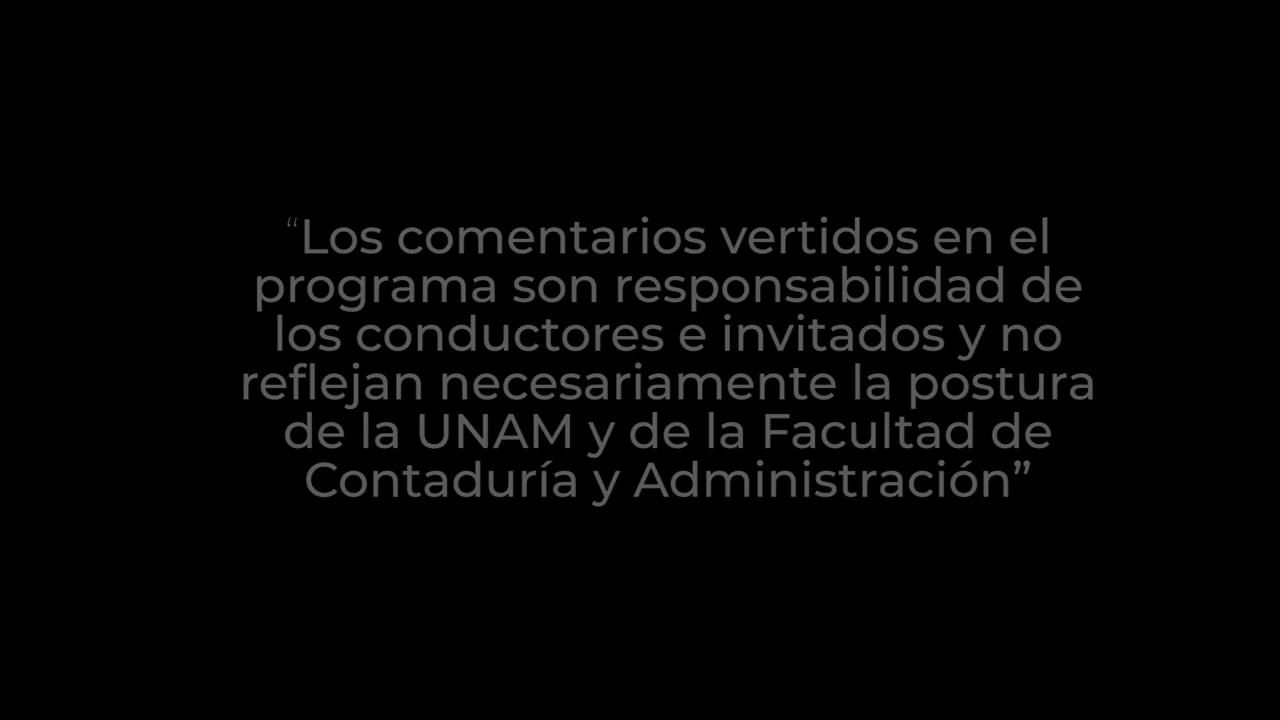 “Los comentarios vertidos en el
programa son responsabilidad de
los conductores e invitados y no
reflejan necesariamente la postura
de la UNAM y de la Facultad de
Contaduría y Administración”